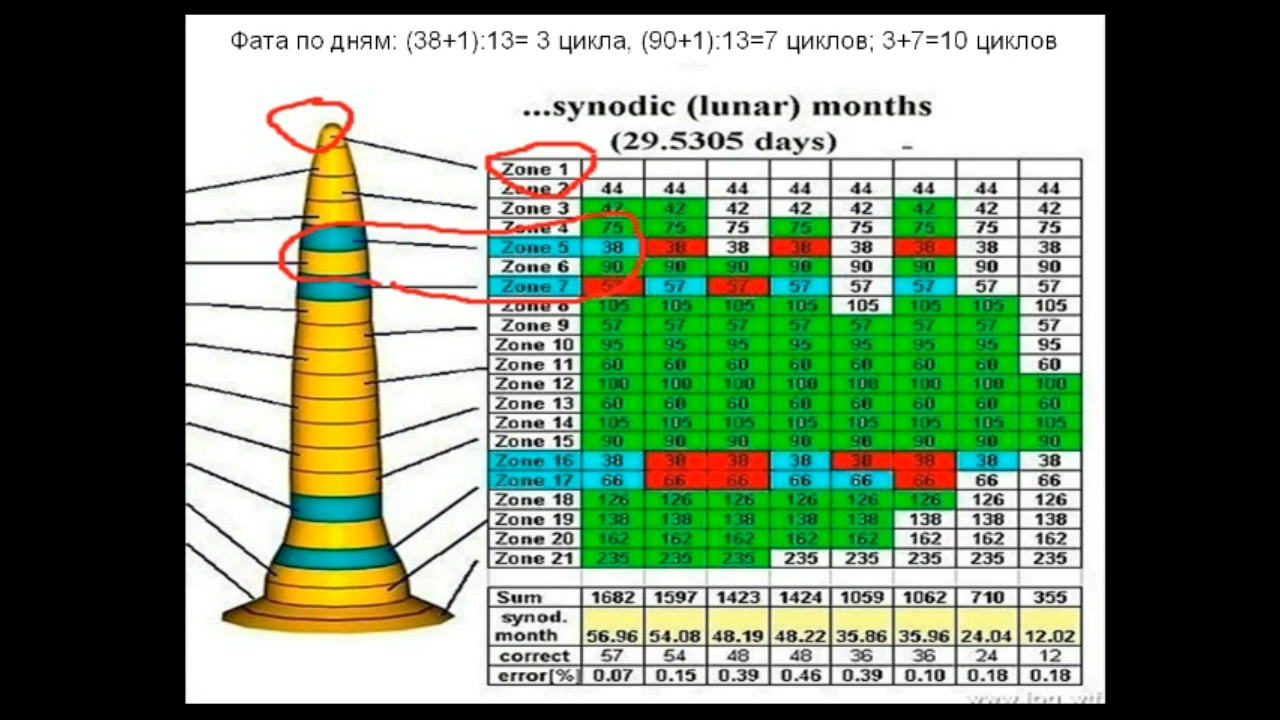 Фата по дням: (38+1):13= 3 цикла, (90+1):13=7 циклов; 3+7=10 циклов
...synodic (lunar) months
(29.5305 days)
Zone 1
Zone 2 44 44 44 44 44 44 44 44
Zone 3 42 42 42 42 42 42 42 42
Zone 4 75 75 75 75 75 75 75 75
Zone 5 38 38 38 38 38 38 38 38
Zone 6 90 90 90 90 90 90 90 90
Zone 7 57 57 57 57 57 57 57 57
Zone 8 105 105 105 105 105 105 105 105
Zone 9 57 57 57 57 57 57 57 57
Zone 10 95 95 95 95 95 95 95 95
Zone 11 60 60 60 60 60 60 60 60
Zone 12 100 100 100 100 100 100 100 100
Zone 13 60 60 60 60 60 60 60 60
Zone 14 105 105 105 105 105 105 105 105
Zone 15 90 90 90 90 90 90 90 90
Zone 16 38 38 38 38 38 38 38 38
Zone 17 66 66 66 66 66 66 66 66
Zone 18 126 126 126 126 126 126 126 126
Zone 19 138 138 138 138 138 138 138 138
Zone 20 162 162 162 162 162 162 162 162
Zone 21 235 235 235 235 235 235 235 235
Sum 1682 1597 1423 1424 1059 1062 710 355
synod.
month 56.96 54.08 48.19 48.22 35.86 35.96 24.04 12.02
correct 57 54 48 48 36 36 24 12
error[%] 0.07 0.15 0.39 0.46 0.39 0.10 0.18 0.18